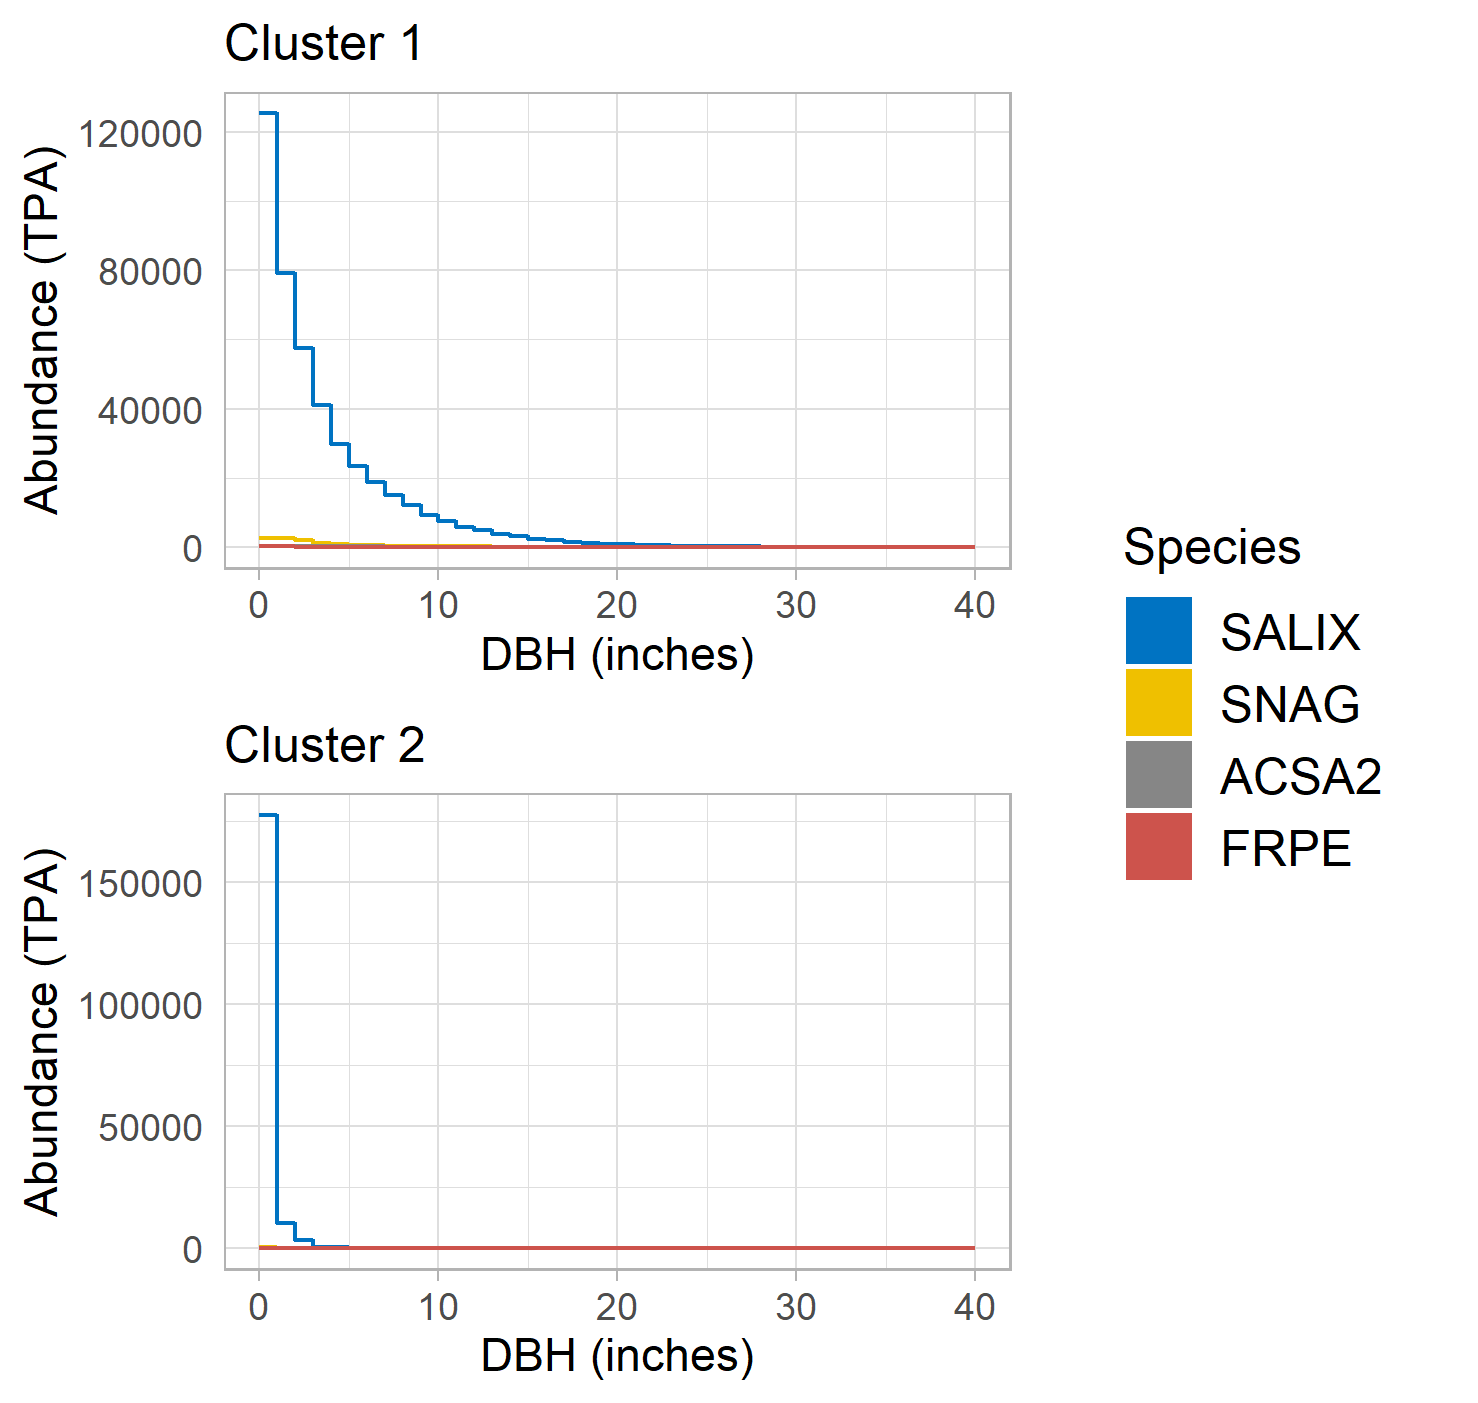 Cluster 1
Abundance (TPA)
120000
80000
40000
0
0 10 20 30 40
DBH (inches)
Cluster 2
Abundance (TPA)
150000
100000
50000
0
0 10 20 30 40
DBH (inches)
Species
SALIX
SNAG
ACSA2
FRPE